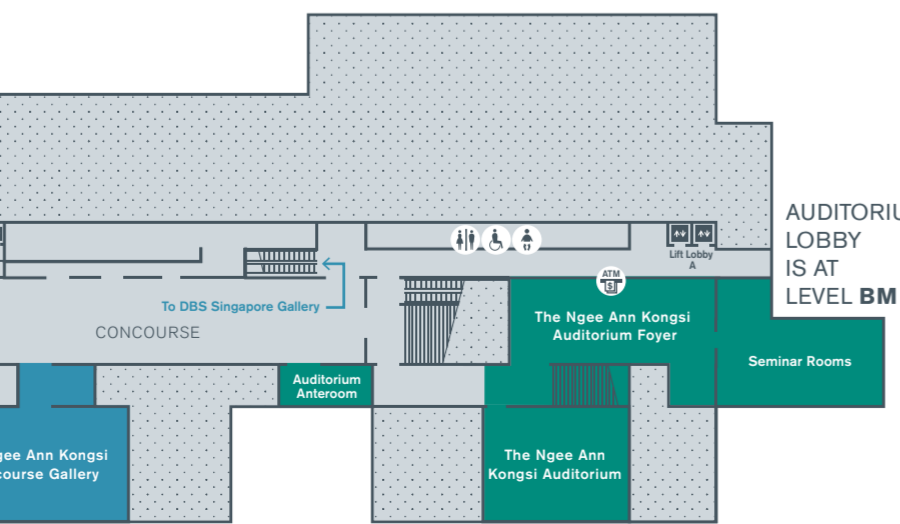 AUDITORIU
LOBBY
IS AT
LEVEL BM
Lift Lobby
A
ATM
$
To DBS Singapore Gallery
CONCOURSE
The Ngee Ann Kongsi
Auditorium Foyer
Seminar Rooms
Auditorium
Anteroom
gee Ann Kongsi
course Gallery
The Ngee Ann
Kongsi Auditorium